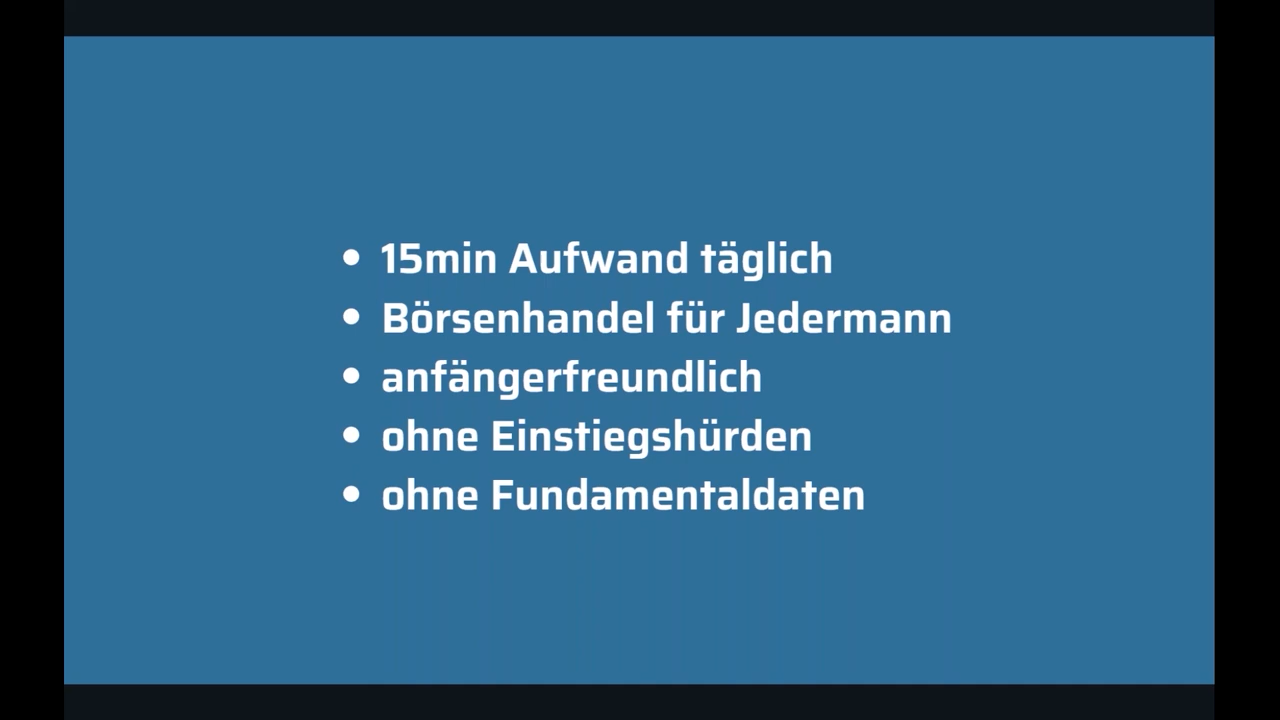 • 15min Aufwand täglich
• Börsenhandel für Jedermann
• anfängerfreundlich
• ohne Einstiegshürden
• ohne Fundamentaldaten